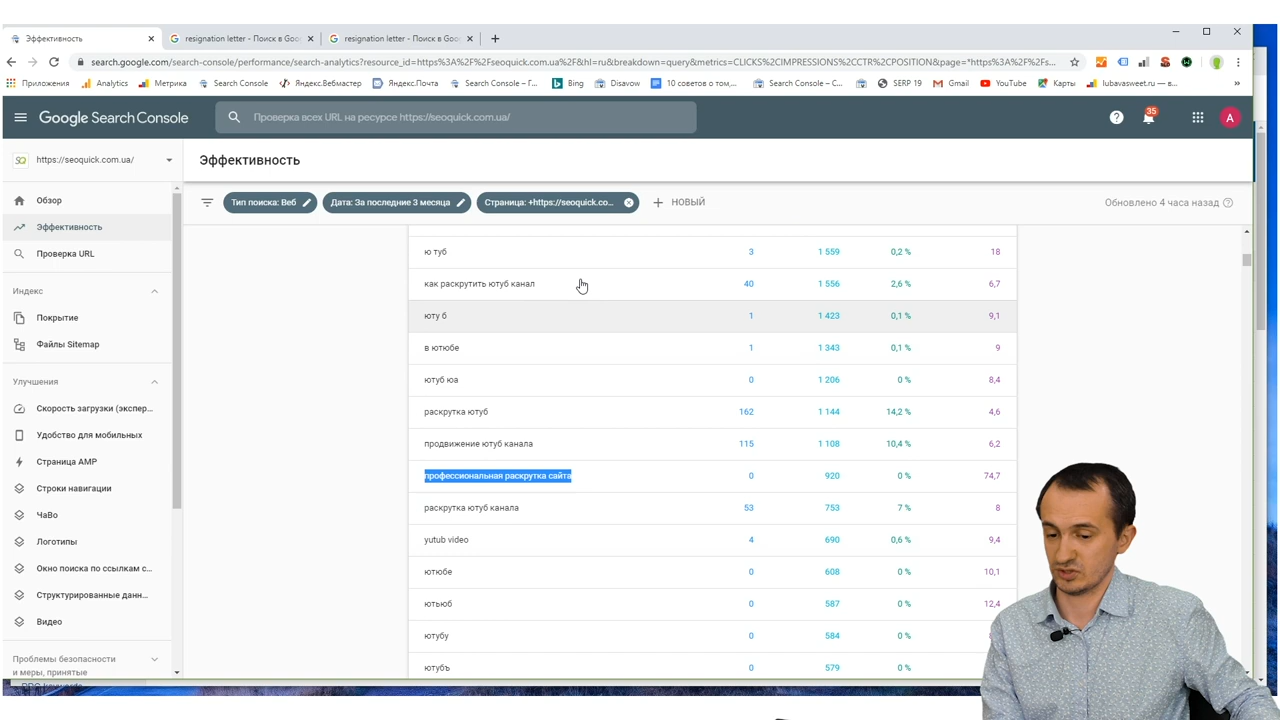 Эффективность
resignation letter - Поиск в Goo
resignation letter - Поиск в Goo
search.google.com/search-console/performance/search-analytics?resource_id=https%3A%2F%2Fseoquick.com.ua%2F&hl=ru&breakdown=query&metrics=CLICKS%2CIMPRESSIONS%2CCTR%2CPOSITION&page=*https%3A%2F%2Fs...
Приложения
Analytics
Метрика
Search Console
Яндекс.Вебмастер
Яндекс.Почта
Search Console – Г...
Bing
Disavow
10 советов о том,...
Search Console – С...
SERP 19
Gmail
YouTube
Карты
lubavasweet.ru — в...
Google Search Console
Проверка всех URL на ресурсе https://seoquick.com.ua/
35
A
https://seoquick.com.ua/
Эффективность
Тип поиска: Веб
Дата: За последние 3 месяца
Страница: +https://seoquick.co...
НОВЫЙ
Обновлено 4 часа назад
Обзор
Эффективность
Проверка URL
Индекс
Покрытие
Файлы Sitemap
Улучшения
Скорость загрузки (экспер...
Удобство для мобильных
Страница AMP
Строки навигации
ЧаВо
Логотипы
Окно поиска по ссылкам с...
Структурированные данн...
Видео
Проблемы безопасности
и меры, принятые
ю туб 3 1 559 0,2 % 18
как раскрутить ютуб канал 40 1 556 2,6 % 6,7
юту б 1 1 423 0,1 % 9,1
в ютюбе 1 1 343 0,1 % 9
ютуб юа 0 1 206 0 % 8,4
раскрутка ютуб 162 1 144 14,2 % 4,6
продвижение ютуб канала 115 1 108 10,4 % 6,2
профессиональная раскрутка сайта 0 920 0 % 74,7
раскрутка ютуб канала 53 753 7 % 8
yutub video 4 690 0,6 % 9,4
ютюбе 0 608 0 % 10,1
ютьюб 0 587 0 % 12,4
ютубу 0 584 0 %
ютубъ 0 579 0 %